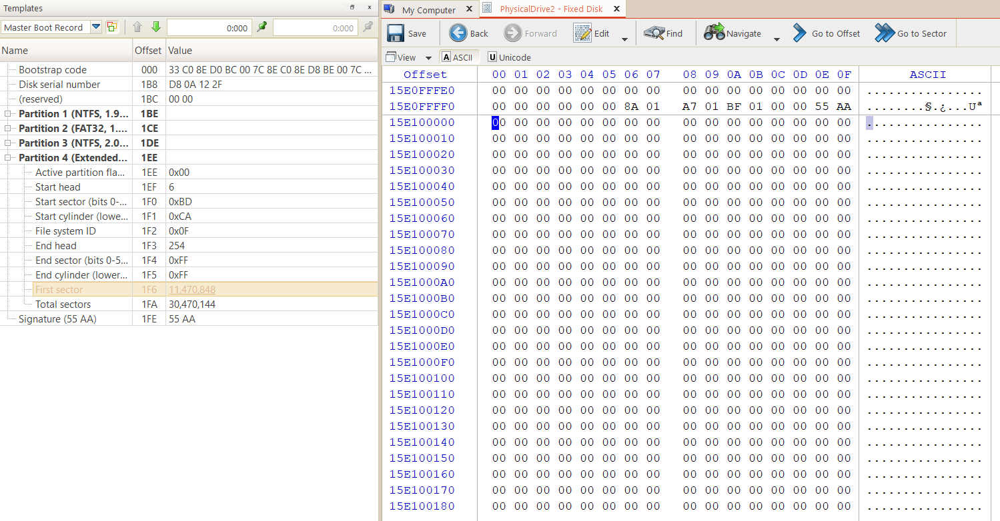 Templates
Master Boot Record 0:000 0:000
Name Offset Value
Bootstrap code 000 33 C0 8E D0 BC 00 7C 8E C0 8E D8 BE 00 7C ...
Disk serial number 1B8 D8 0A 12 2F
(reserved) 1BC 00 00
Partition 1 (NTFS, 1.9... 1BE
Partition 2 (FAT32, 1.... 1CE
Partition 3 (NTFS, 2.0... 1DE
Partition 4 (Extended... 1EE
Active partition fla... 1EE 0x00
Start head 1EF 6
Start sector (bits 0-... 1F0 0xBD
Start cylinder (lowe... 1F1 0xCA
File system ID 1F2 0x0F
End head 1F3 254
End sector (bits 0-5... 1F4 0xFF
End cylinder (lower... 1F5 0xFF
First sector 1F6 11,470,848
Total sectors 1FA 30,470,144
Signature (55 AA) 1FE 55 AA
My Computer x PhysicalDrive2 - Fixed Disk x
Save Back Forward Edit Find Navigate Go to Offset Go to Sector
View A ASCII U Unicode
Offset 00 01 02 03 04 05 06 07 08 09 0A 0B 0C 0D 0E 0F ASCII
15E0FFFE0 00 00 00 00 00 00 00 00 00 00 00 00 00 00 00 00 ................
15E0FFFF0 00 00 00 00 00 00 8A 01 A7 01 BF 01 00 00 55 AA ........§.¿...Uª
15E100000 00 00 00 00 00 00 00 00 00 00 00 00 00 00 00 00 ................
15E100010 00 00 00 00 00 00 00 00 00 00 00 00 00 00 00 00 ................
15E100020 00 00 00 00 00 00 00 00 00 00 00 00 00 00 00 00 ................
15E100030 00 00 00 00 00 00 00 00 00 00 00 00 00 00 00 00 ................
15E100040 00 00 00 00 00 00 00 00 00 00 00 00 00 00 00 00 ................
15E100050 00 00 00 00 00 00 00 00 00 00 00 00 00 00 00 00 ................
15E100060 00 00 00 00 00 00 00 00 00 00 00 00 00 00 00 00 ................
15E100070 00 00 00 00 00 00 00 00 00 00 00 00 00 00 00 00 ................
15E100080 00 00 00 00 00 00 00 00 00 00 00 00 00 00 00 00 ................
15E100090 00 00 00 00 00 00 00 00 00 00 00 00 00 00 00 00 ................
15E1000A0 00 00 00 00 00 00 00 00 00 00 00 00 00 00 00 00 ................
15E1000B0 00 00 00 00 00 00 00 00 00 00 00 00 00 00 00 00 ................
15E1000C0 00 00 00 00 00 00 00 00 00 00 00 00 00 00 00 00 ................
15E1000D0 00 00 00 00 00 00 00 00 00 00 00 00 00 00 00 00 ................
15E1000E0 00 00 00 00 00 00 00 00 00 00 00 00 00 00 00 00 ................
15E1000F0 00 00 00 00 00 00 00 00 00 00 00 00 00 00 00 00 ................
15E100100 00 00 00 00 00 00 00 00 00 00 00 00 00 00 00 00 ................
15E100110 00 00 00 00 00 00 00 00 00 00 00 00 00 00 00 00 ................
15E100120 00 00 00 00 00 00 00 00 00 00 00 00 00 00 00 00 ................
15E100130 00 00 00 00 00 00 00 00 00 00 00 00 00 00 00 00 ................
15E100140 00 00 00 00 00 00 00 00 00 00 00 00 00 00 00 00 ................
15E100150 00 00 00 00 00 00 00 00 00 00 00 00 00 00 00 00 ................
15E100160 00 00 00 00 00 00 00 00 00 00 00 00 00 00 00 00 ................
15E100170 00 00 00 00 00 00 00 00 00 00 00 00 00 00 00 00 ................
15E100180 00 00 00 00 00 00 00 00 00 00 00 00 00 00 00 00 ................